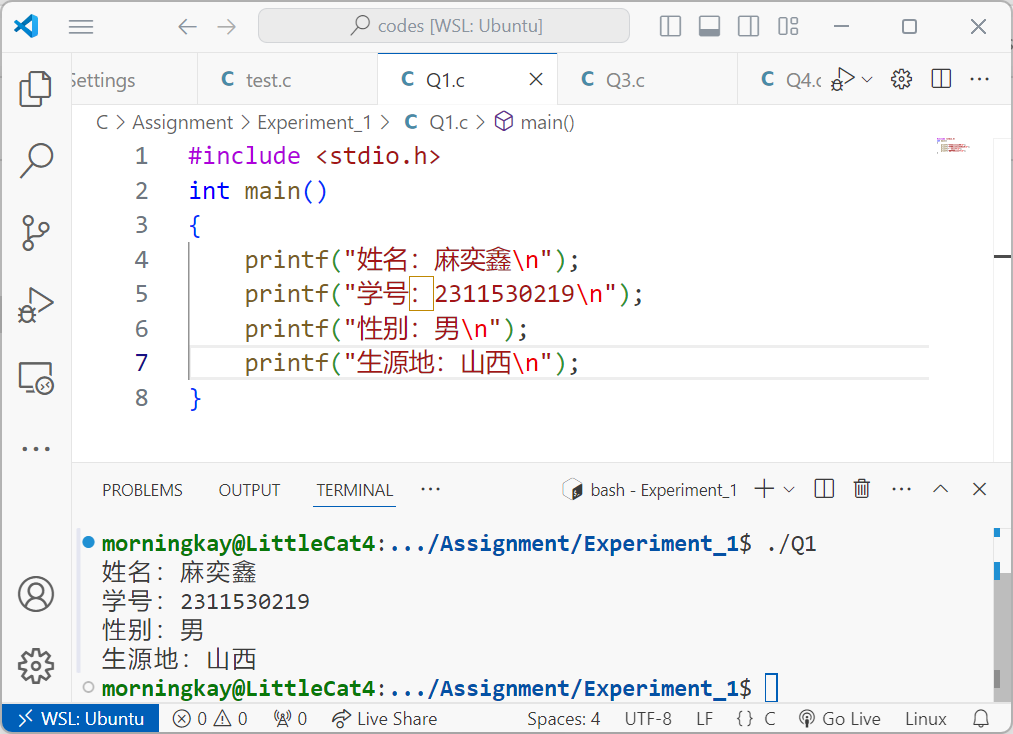 codes [WSL: Ubuntu]
Settings
C test.c
C Q1.c
C Q3.c
C Q4.c
C > Assignment > Experiment_1 > C Q1.c > main()
1 #include <stdio.h>
2 int main()
3 {
4 printf("姓名：麻奕鑫\n");
5 printf("学号：2311530219\n");
6 printf("性别：男\n");
7 printf("生源地：山西\n");
8 }
PROBLEMS OUTPUT TERMINAL ··· bash - Experiment_1
morningkay@LittleCat4:.../Assignment/Experiment_1$ ./Q1
姓名：麻奕鑫
学号：2311530219
性别：男
生源地：山西
morningkay@LittleCat4:.../Assignment/Experiment_1$
WSL: Ubuntu 0 0 0 Live Share Spaces: 4 UTF-8 LF {} C Go Live Linux